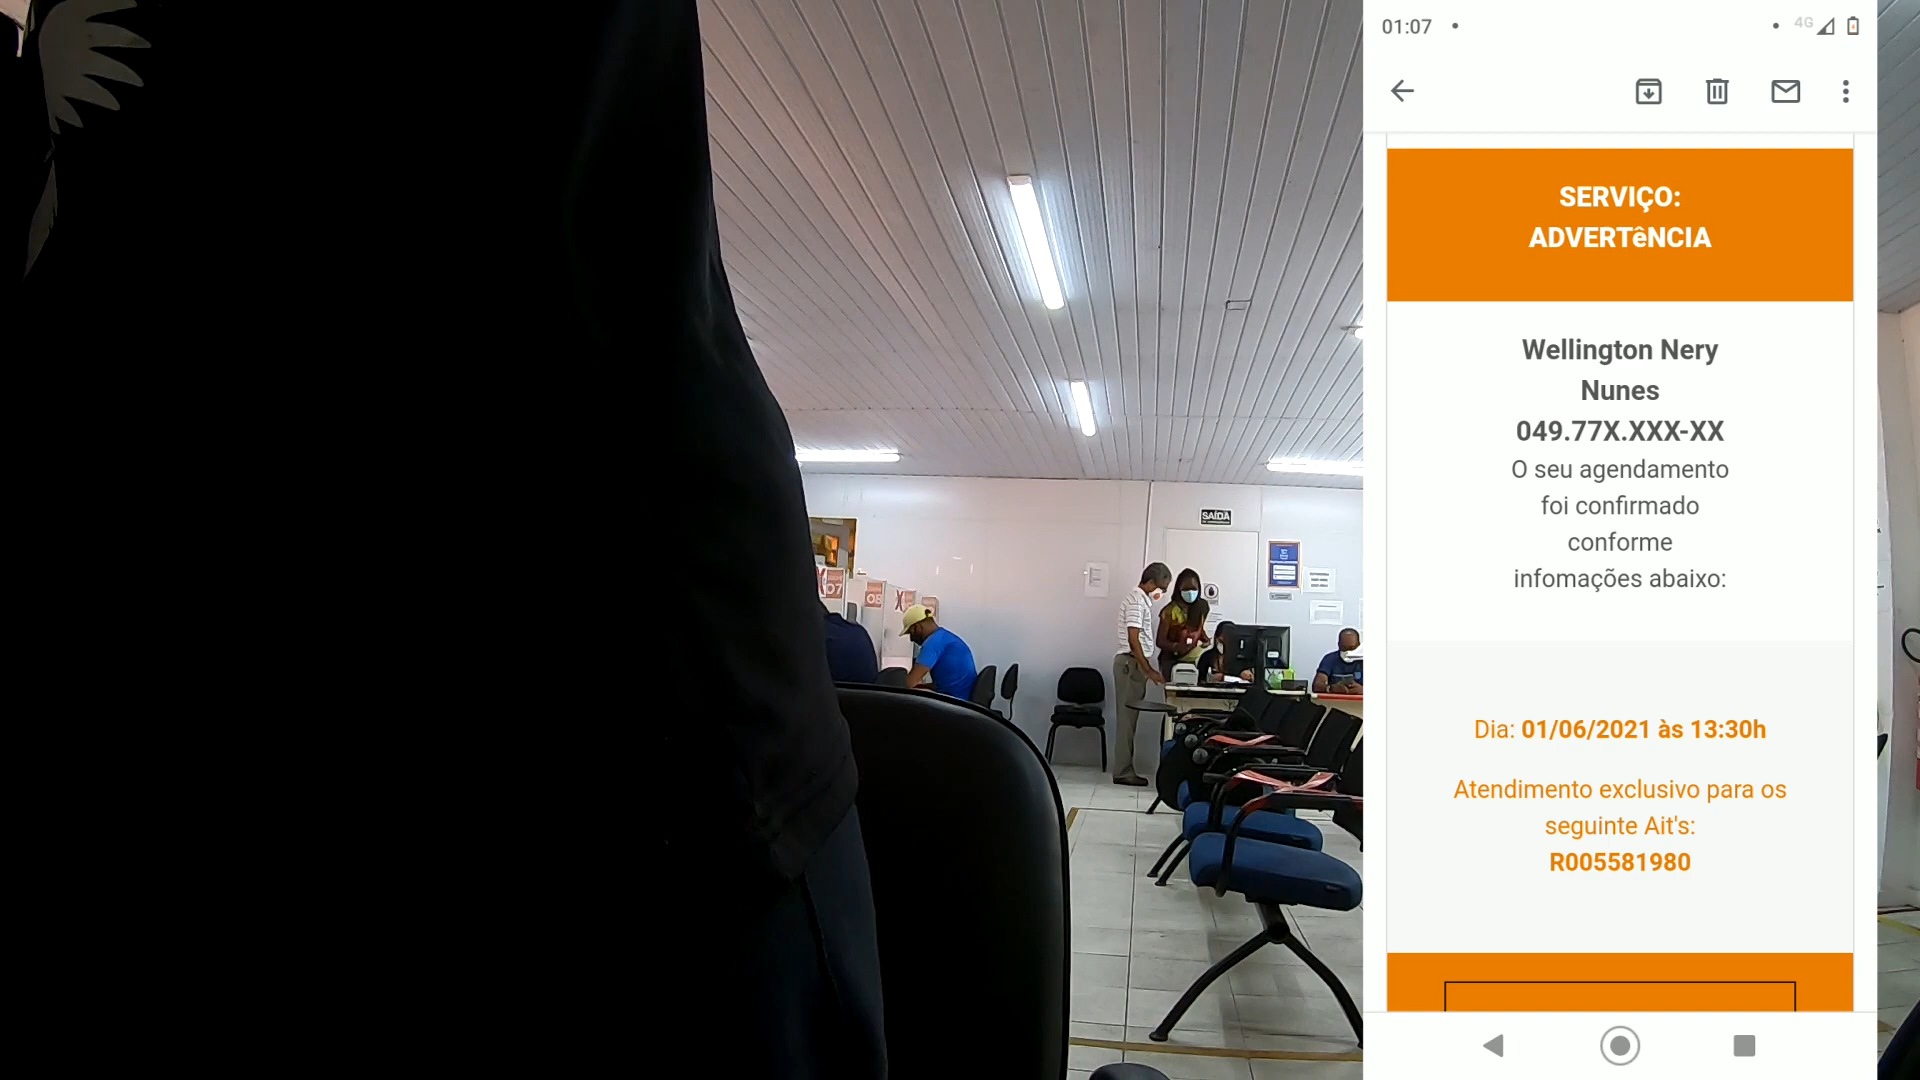 01:07
4G
SERVIÇO:
ADVERTêNCIA
Wellington Nery
Nunes
049.77X.XXX-XX
O seu agendamento
foi confirmado
conforme
infomações abaixo:
Dia: 01/06/2021 às 13:30h
Atendimento exclusivo para os
seguinte Ait's:
R005581980
SAÍDA
07
08